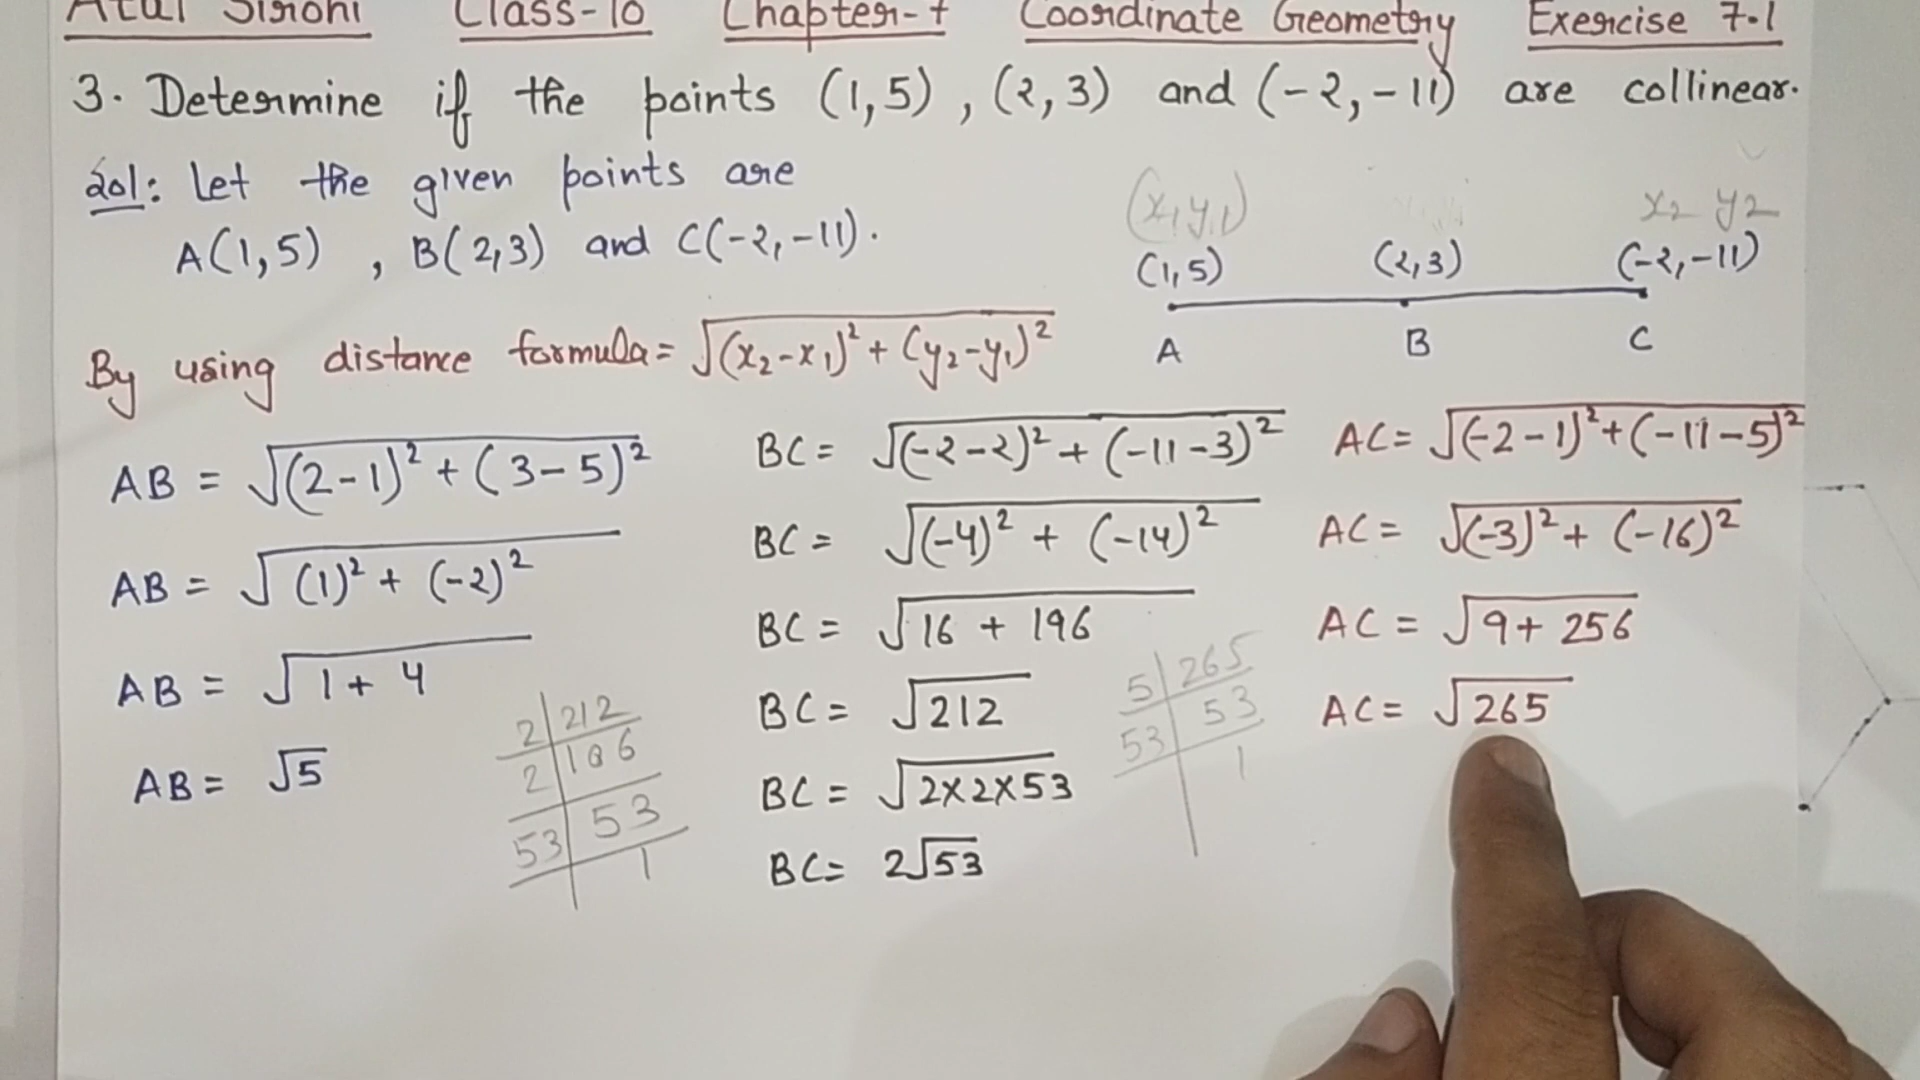 Atul Sirohi Class-10 Chapter-7 Coordinate Geometry Exercise 7.1
3. Determine if the points (1,5), (2,3) and (-2,-11) are collinear.
Sol: Let the given points are
A(1,5), B(2,3) and C(-2,-11).
(x1y1) x2 y2
(1,5) (2,3) (-2,-11)
A B C
By using distance formula = √(x₂-x₁)²+(y₂-y₁)²
AB = √(2-1)²+(3-5)²
AB = √(1)²+(-2)²
AB = √1+4
AB = √5
2|212
2|106
53|53
1
BC = √(-2-2)²+(-11-3)²
BC = √(-4)²+(-14)²
BC = √16+196
BC = √212
BC = √2×2×53
BC = 2√53
5|265
53|53
1
AC = √(-2-1)²+(-11-5)²
AC = √(-3)²+(-16)²
AC = √9+256
AC = √265